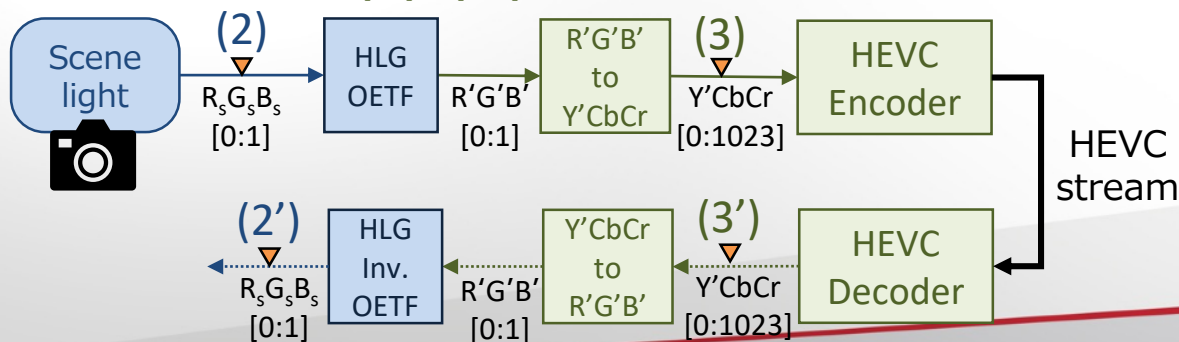 Scene
light
(2)
RₛGₛBₛ
[0:1]
HLG
OETF
R‘G’B’
[0:1]
R’G’B’
to
Y’CbCr
(3)
Y’CbCr
[0:1023]
HEVC
Encoder
HEVC
stream
(2’)
RₛGₛBₛ
[0:1]
HLG
Inv.
OETF
R‘G’B’
[0:1]
Y’CbCr
to
R’G’B’
(3’)
Y’CbCr
[0:1023]
HEVC
Decoder